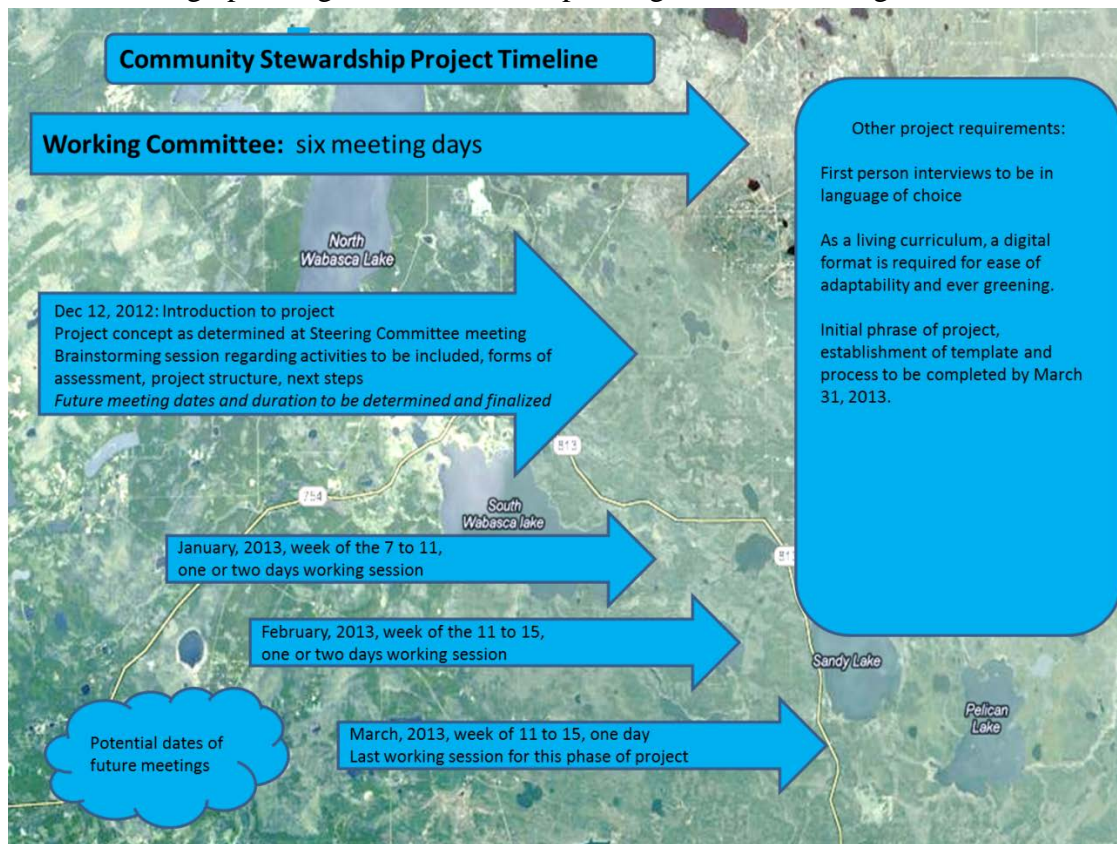 Community Stewardship Project Timeline
Working Committee: six meeting days
Other project requirements:
First person interviews to be in
language of choice
As a living curriculum, a digital
format is required for ease of
adaptability and ever greening.
Initial phrase of project,
establishment of template and
process to be completed by March
31, 2013.
North
Wabasca Lake
Dec 12, 2012: Introduction to project
Project concept as determined at Steering Committee meeting
Brainstorming session regarding activities to be included, forms of
assessment, project structure, next steps
Future meeting dates and duration to be determined and finalized
813
754
South
Wabasca lake
January, 2013, week of the 7 to 11,
one or two days working session
813
February, 2013, week of the 11 to 15,
one or two days working session
Sandy Lake
Pelican
Lake
Potential dates of
future meetings
March, 2013, week of 11 to 15, one day
Last working session for this phase of project